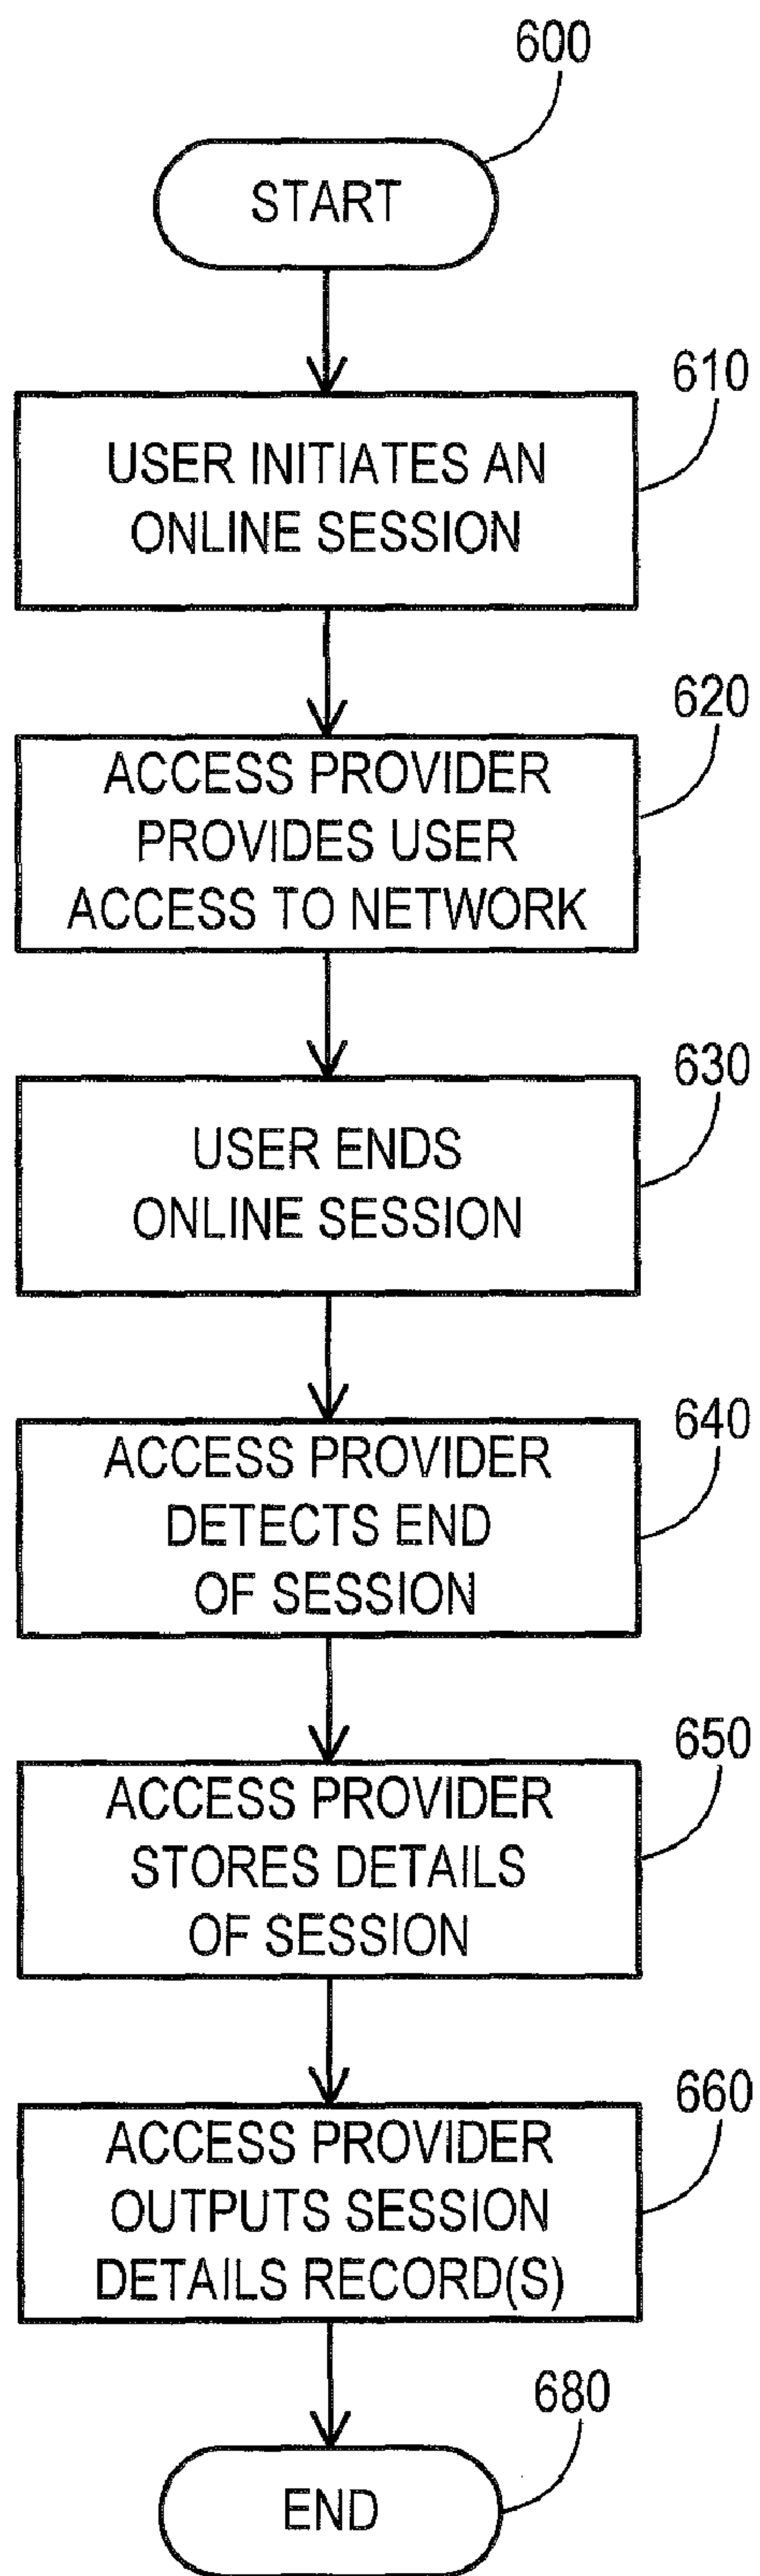 600
START
610
USER INITIATES AN
ONLINE SESSION
620
ACCESS PROVIDER
PROVIDES USER
ACCESS TO NETWORK
630
USER ENDS
ONLINE SESSION
640
ACCESS PROVIDER
DETECTS END
OF SESSION
650
ACCESS PROVIDER
STORES DETAILS
OF SESSION
660
ACCESS PROVIDER
OUTPUTS SESSION
DETAILS RECORD(S)
680
END